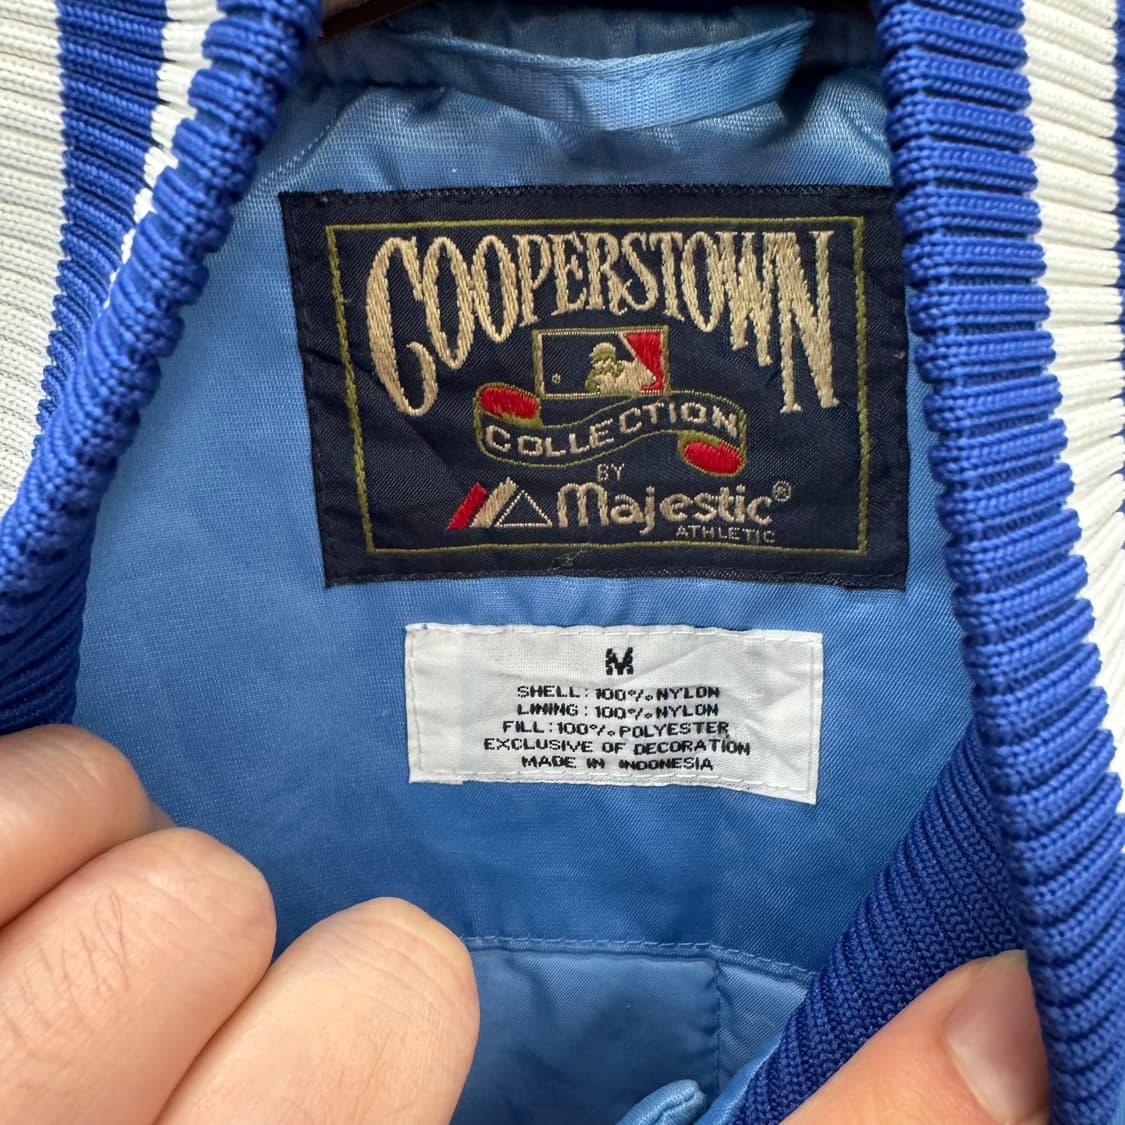 COOPERSTOWN
COLLECTION
BY
Majestic®
ATHLETIC
M
SHELL: 100% NYLON
LINING: 100% NYLON
FILL: 100% POLYESTER
EXCLUSIVE OF DECORATION
MADE IN INDONESIA